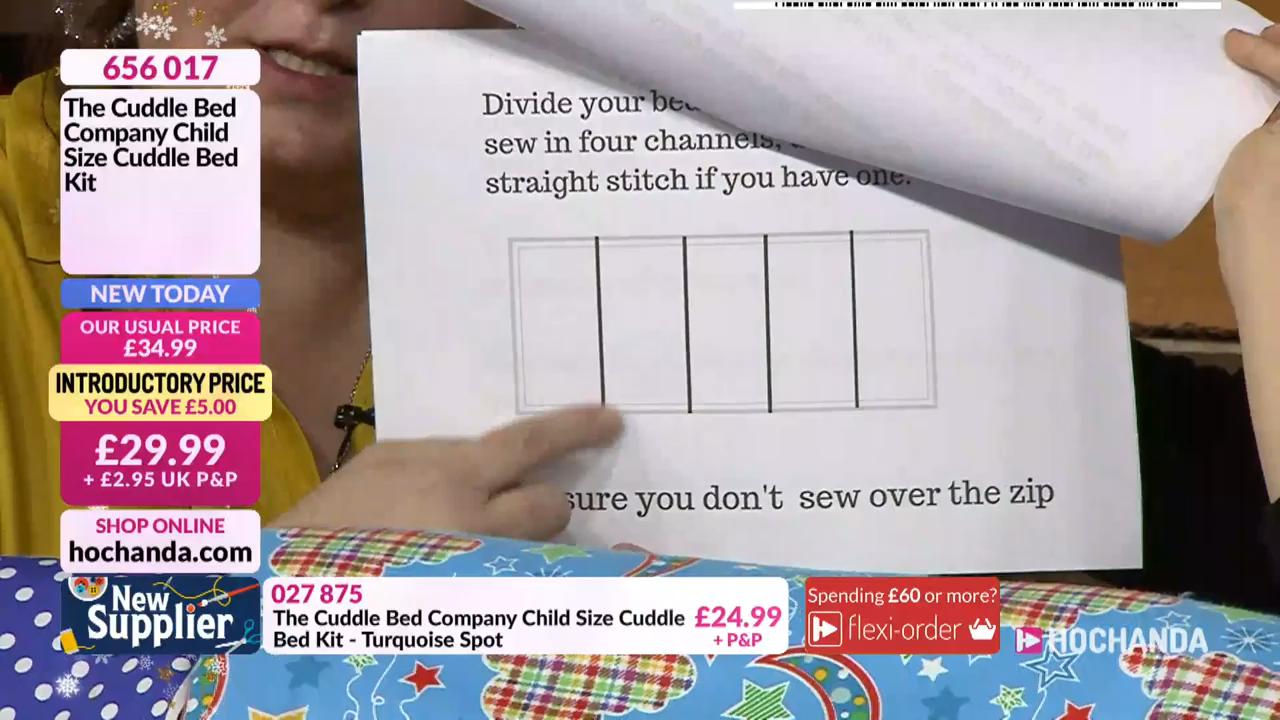 656 017
The Cuddle Bed
Company Child
Size Cuddle Bed
Kit
NEW TODAY
OUR USUAL PRICE
£34.99
INTRODUCTORY PRICE
YOU SAVE £5.00
£29.99
+ £2.95 UK P&P
SHOP ONLINE
hochanda.com
Divide your
sew in four channels,
straight stitch if you have one.
sure you don't sew over the zip
New
Supplier
027 875
The Cuddle Bed Company Child Size Cuddle
Bed Kit - Turquoise Spot
£24.99
+ P&P
Spending £60 or more?
flexi-order
HOCHANDA